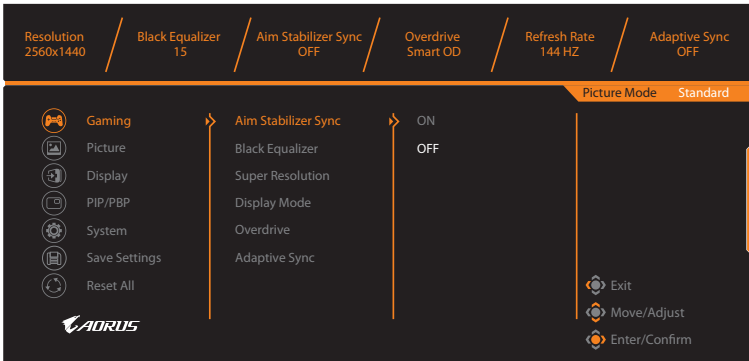 Resolution
2560x1440
Black Equalizer
15
Aim Stabilizer Sync
OFF
Overdrive
Smart OD
Refresh Rate
144 HZ
Adaptive Sync
OFF
Picture Mode Standard
Gaming
Picture
Display
PIP/PBP
System
Save Settings
Reset All
Aim Stabilizer Sync
Black Equalizer
Super Resolution
Display Mode
Overdrive
Adaptive Sync
ON
OFF
Exit
Move/Adjust
Enter/Confirm
AORUS